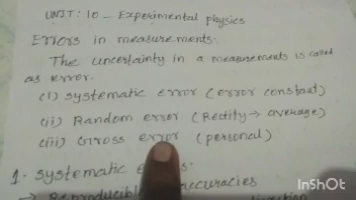 UNIT : 10 - Experimental physics
Errors in measurements.
The uncertainty in a measurements is called
as error.
(i) systematic error (error constant)
(ii) Random error (Rectify → average)
(iii) Gross error (personal)
1. systematic
→ Reproducible
InShOt